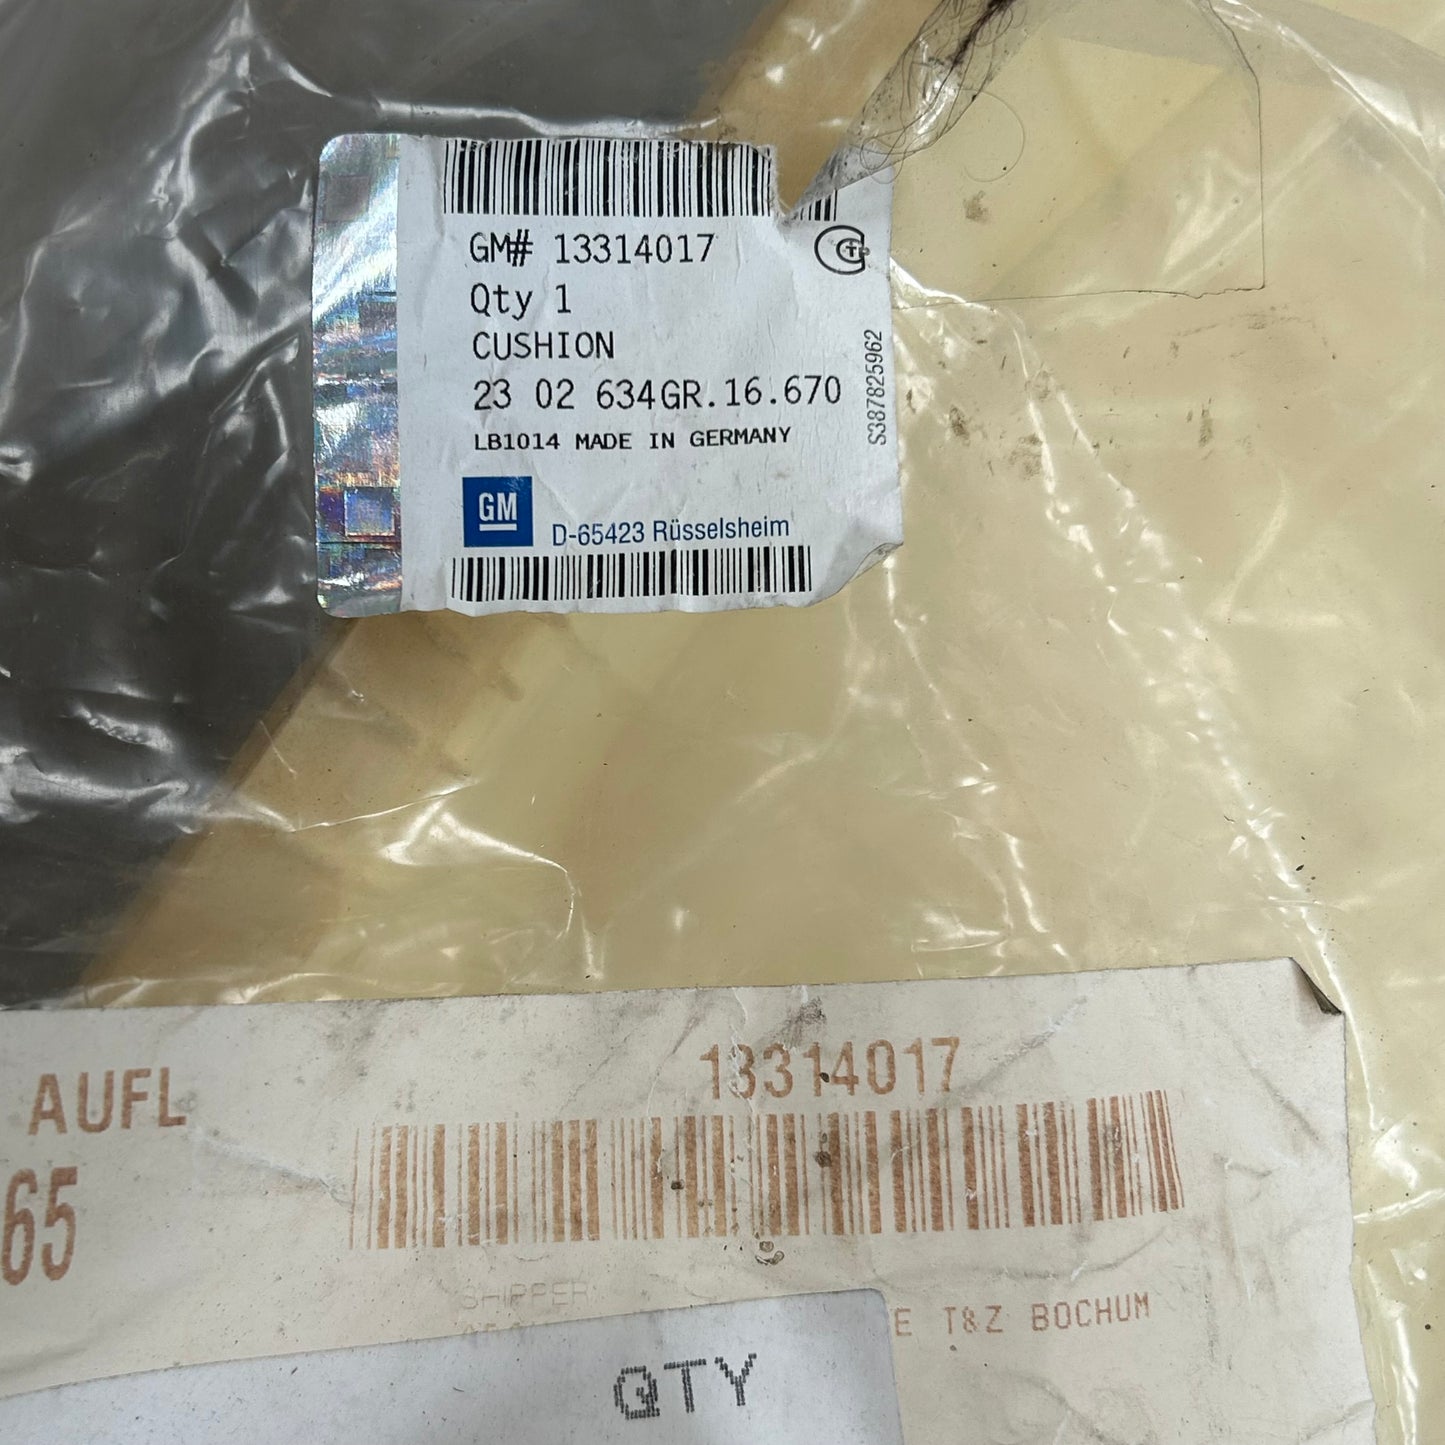 GM# 13314017
Qty 1
CUSHION
23 02 634GR.16.670
LB1014 MADE IN GERMANY
GM
D-65423 Rüsselsheim
S387825962
AUFL
13314017
65
SHIPPER
E T&Z BOCHUM
QTY